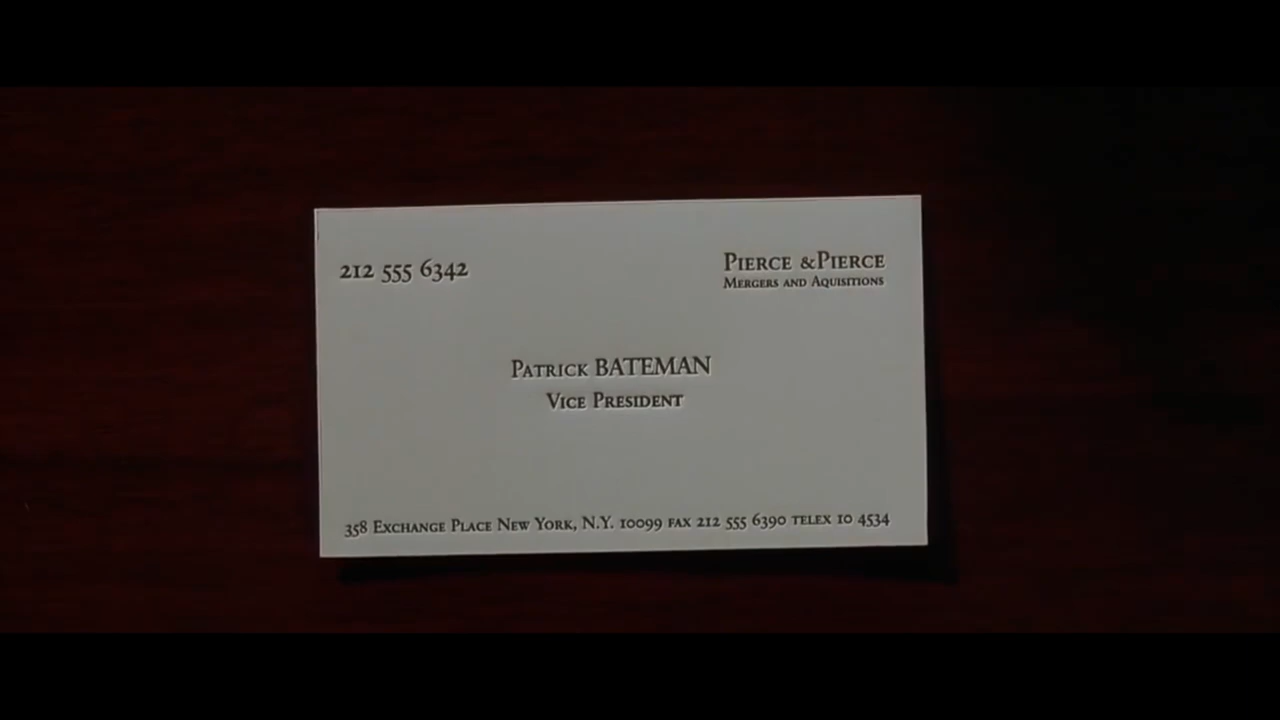 212 555 6342
Pierce &Pierce
Mergers and Aquisitions
Patrick BATEMAN
Vice President
358 Exchange Place New York, N.Y. 10099 fax 212 555 6390 telex 10 4534